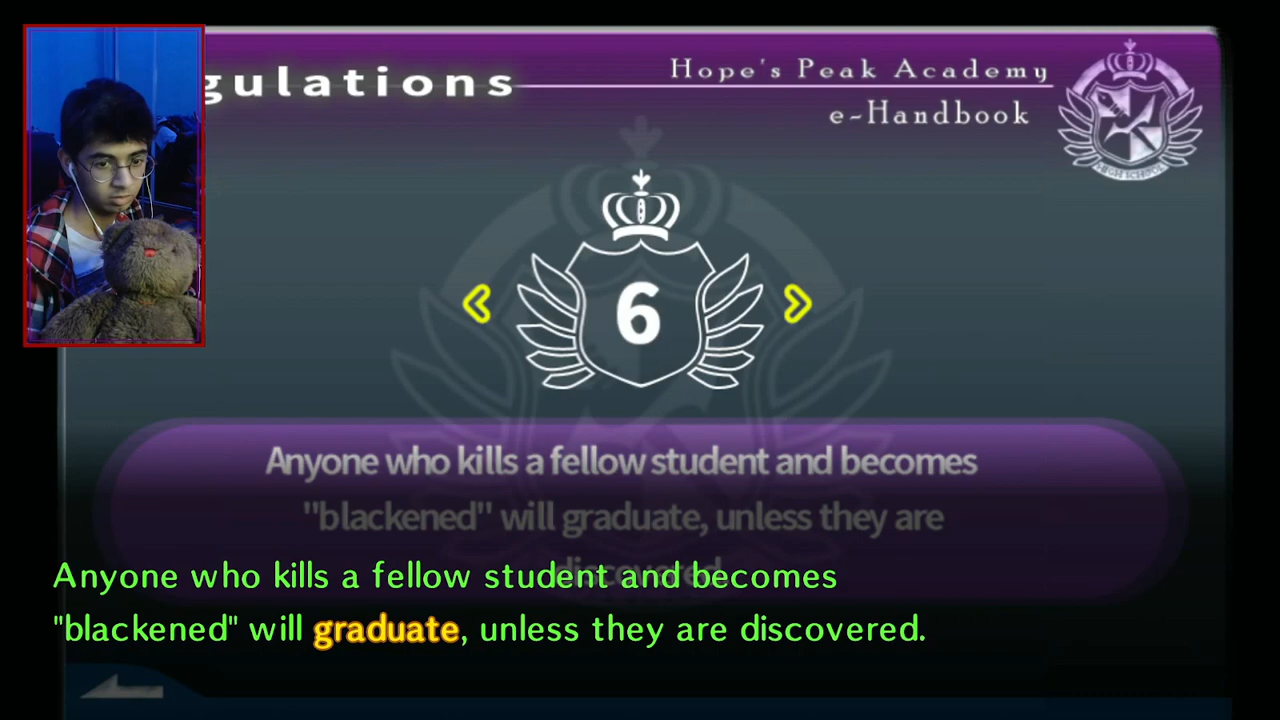 gulations
Hope's Peak Academy
e-Handbook
6
Anyone who kills a fellow student and becomes
"blackened" will graduate, unless they are
discovered.
Anyone who kills a fellow student and becomes
"blackened" will graduate, unless they are discovered.